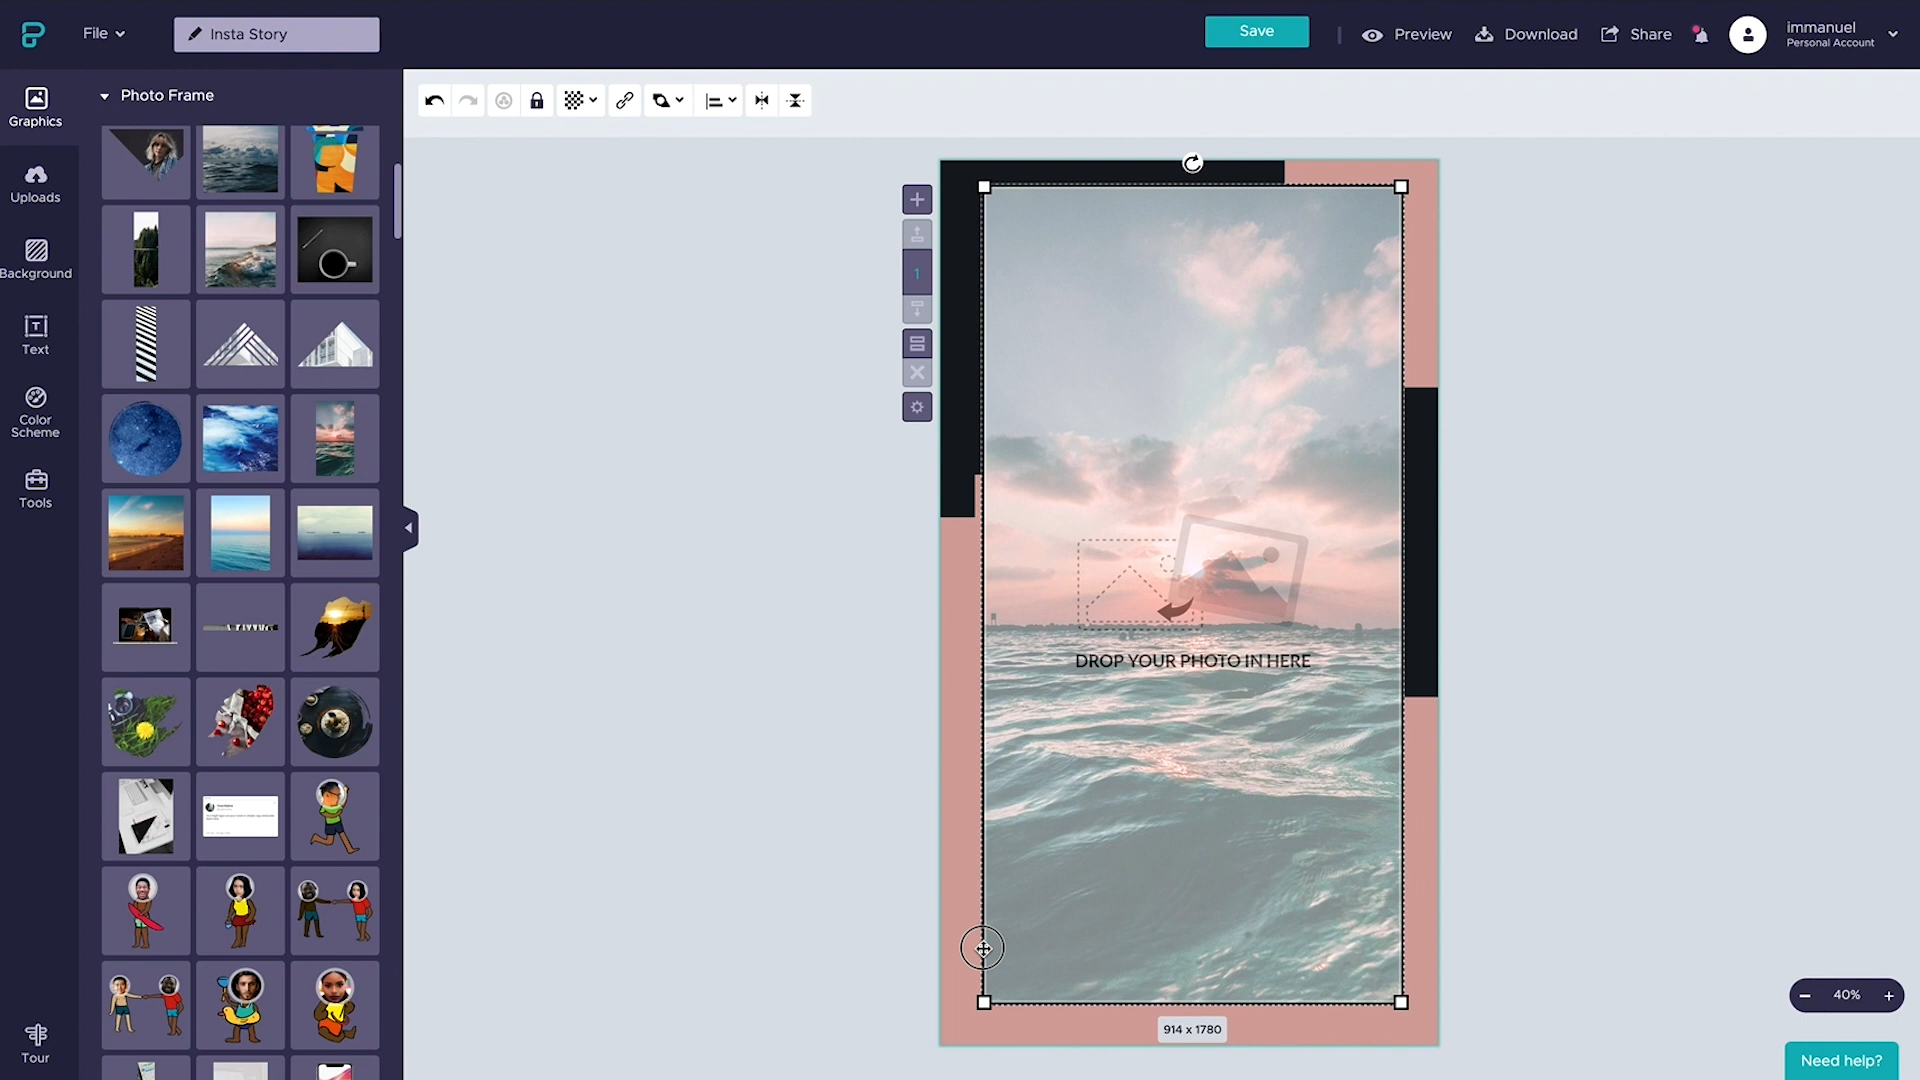 File
Insta Story
Save
Preview
Download
Share
immanuel
Personal Account
Graphics
Uploads
Background
Text
Color
Scheme
Tools
Tour
Photo Frame
1
DROP YOUR PHOTO IN HERE
914 x 1780
40%
Need help?